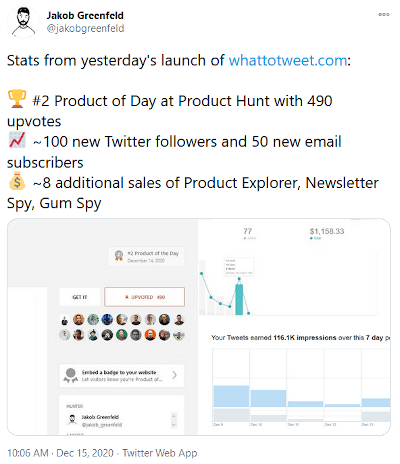 Jakob Greenfeld
@jakobgreenfeld
Stats from yesterday's launch of whattotweet.com:
🏆 #2 Product of Day at Product Hunt with 490
upvotes
📈 ~100 new Twitter followers and 50 new email
subscribers
💰 ~8 additional sales of Product Explorer, Newsletter
Spy, Gum Spy
77
$1,158.33
#2 Product of the Day
December 14, 2020
GET IT
UPVOTED 490
Your Tweets earned 116.1K impressions over this 7 day p
Embed a badge to your website
Let visitors know you're Product of...
HUNTER
Jakob Greenfeld
@jakob_greenfeld
Dec 9
Dec 10
Dec 11
Dec 12
Dec 13
10:06 AM · Dec 15, 2020 · Twitter Web App